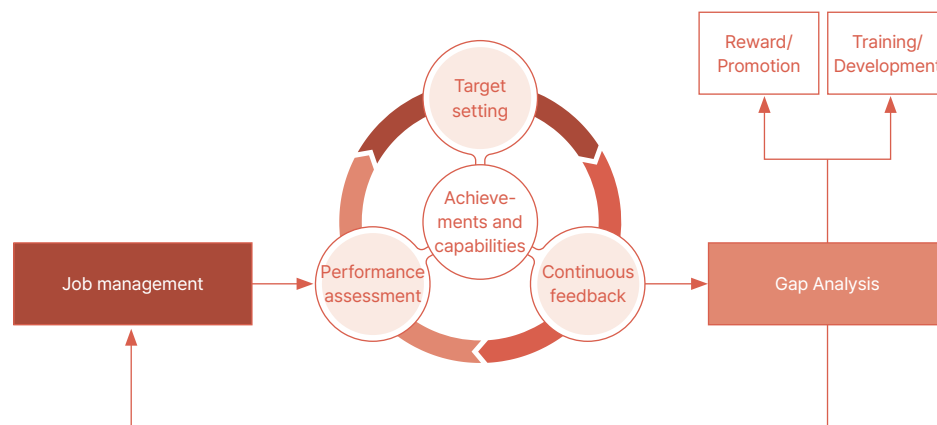 Reward/
Promotion
Training/
Development
Target
setting
Achieve-
ments and
capabilities
Performance
assessment
Continuous
feedback
Job management
Gap Analysis